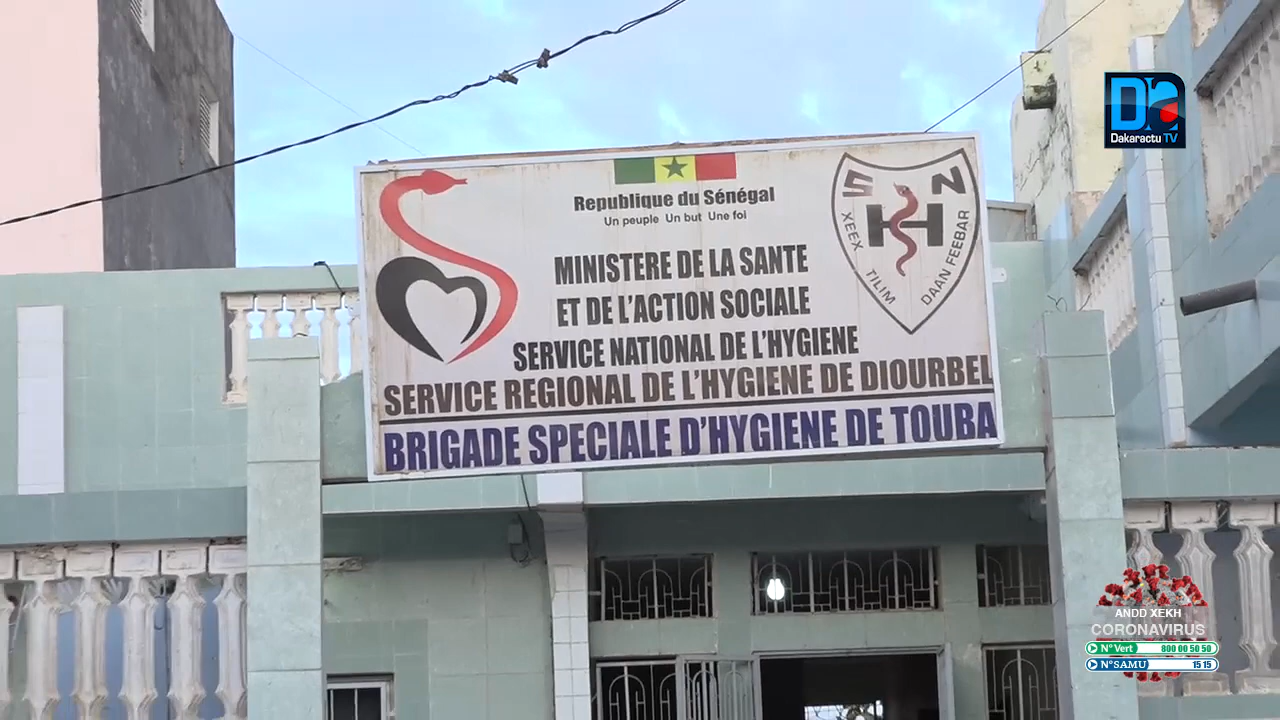 République du Sénégal
Un peuple Un but Une foi
MINISTERE DE LA SANTE
ET DE L'ACTION SOCIALE
SERVICE NATIONAL DE L'HYGIENE
SERVICE REGIONAL DE L'HYGIENE DE DIOURBEL
BRIGADE SPECIALE D'HYGIENE DE TOUBA
S N
H
XEEX TILIM DAAN FEEBAR
Da
Dakaractu TV
ANDD XEKH
CORONAVIRUS
N° Vert 800 00 50 50
N° SAMU 15 15